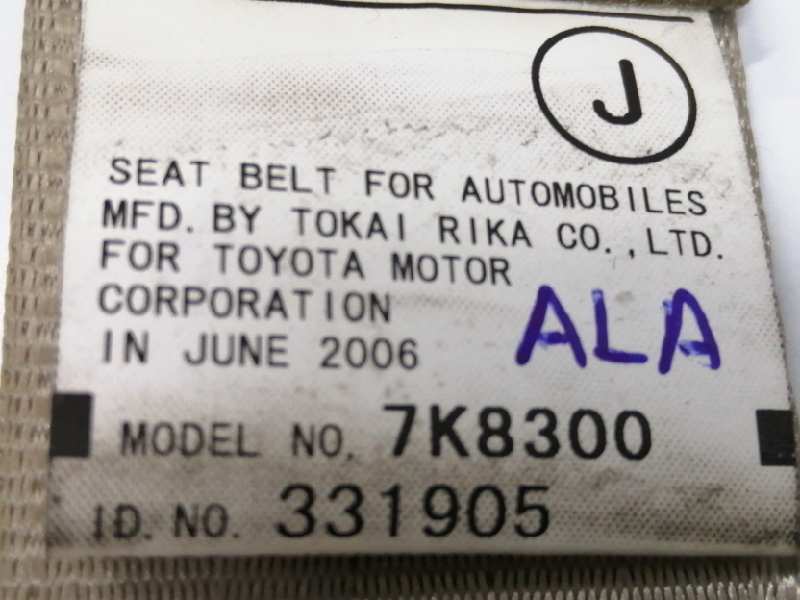 J
SEAT BELT FOR AUTOMOBILES
MFD. BY TOKAI RIKA CO., LTD.
FOR TOYOTA MOTOR
CORPORATION
IN JUNE 2006
ALA
MODEL NO. 7K8300
ID. NO. 331905